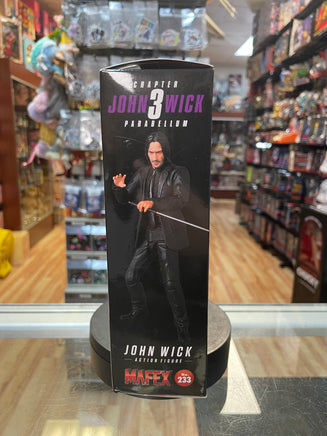 CHAPTER
JOHN 3 WICK
PARABELLUM
JOHN WICK
ACTION FIGURE
MAFEX No. 233